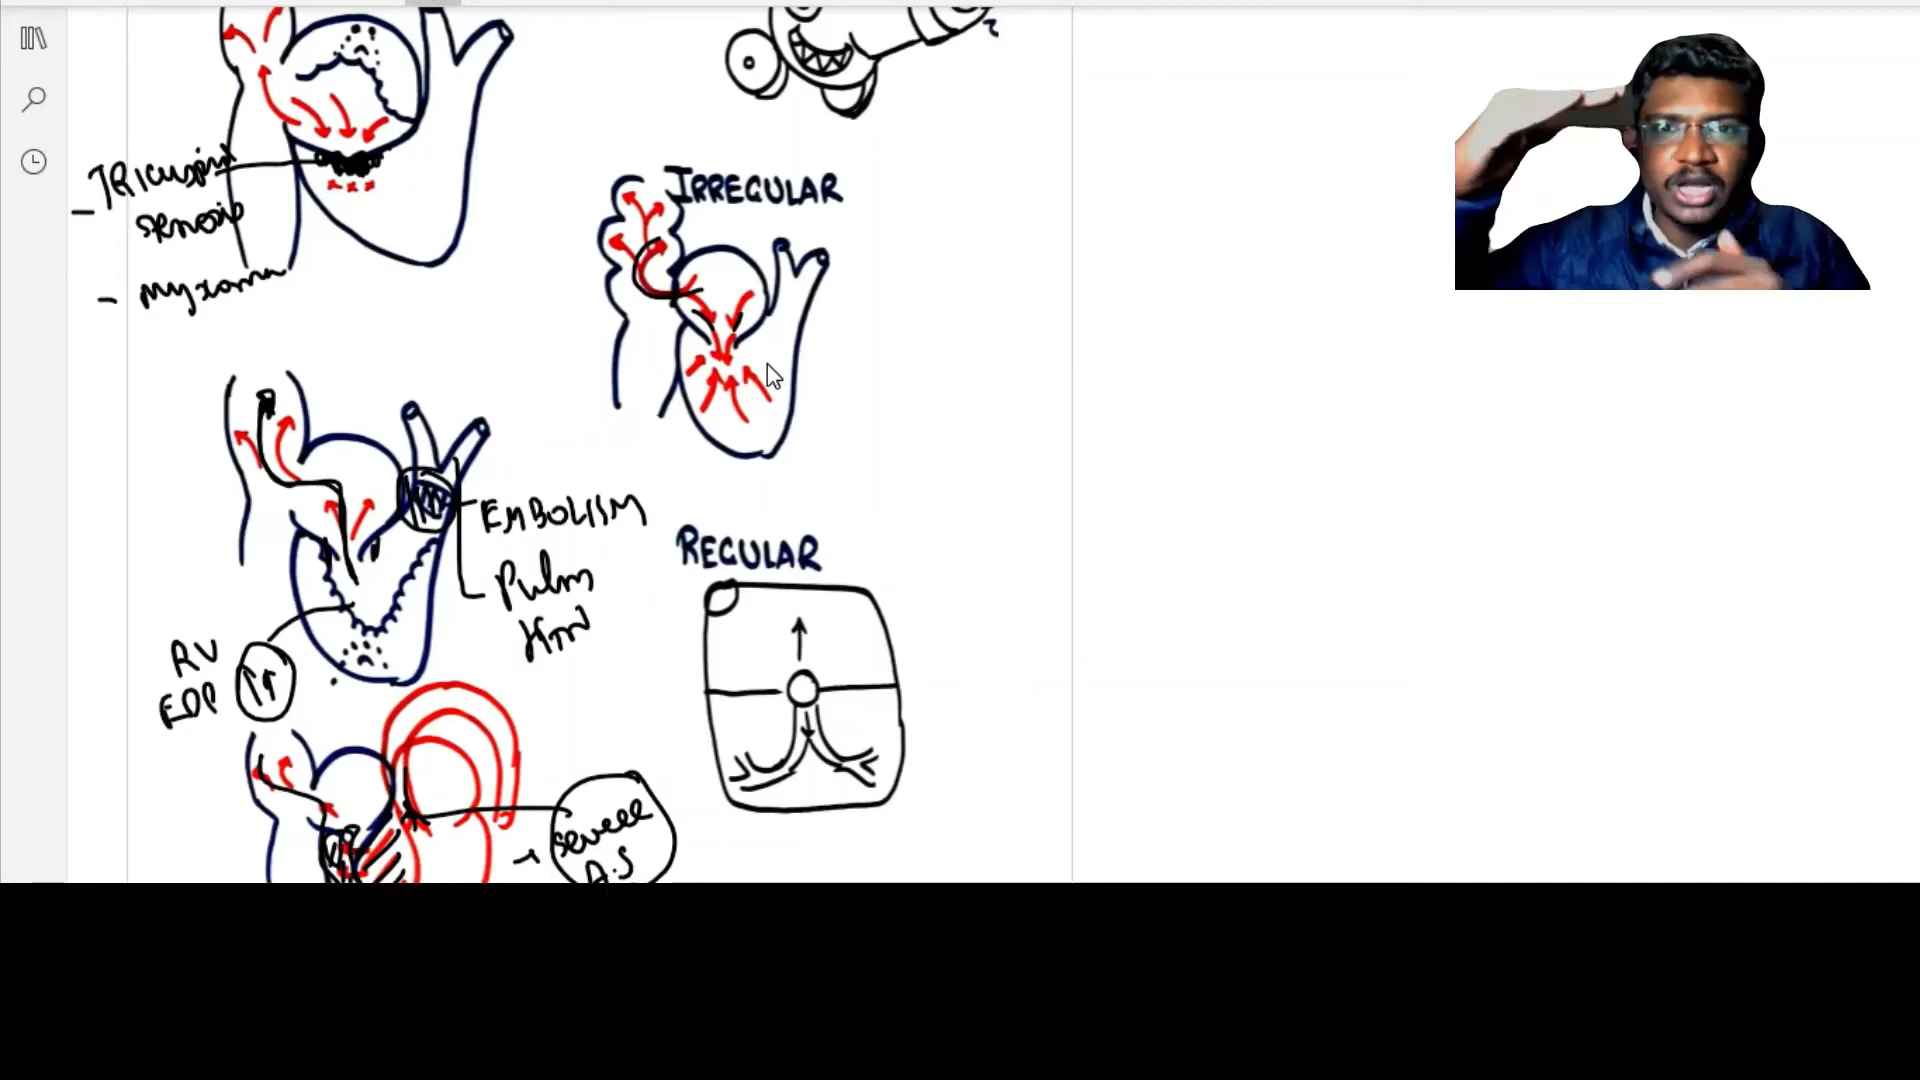 - TRicuspid
stenosis
- myxoma
IRREGULAR
EMBOLISM
Pulm
HTN
REGULAR
RV
EDP
severe
A.S